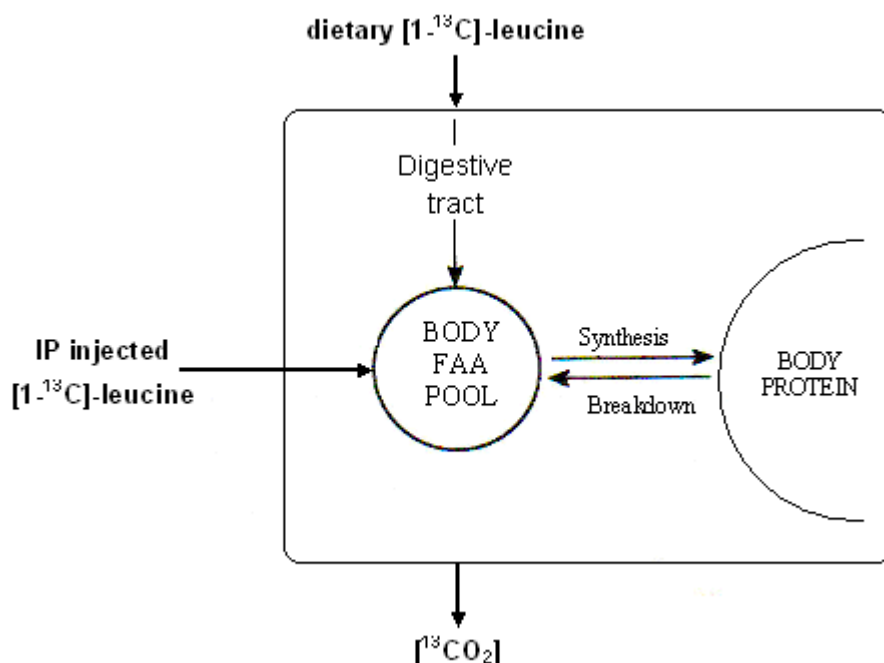 dietary [1-¹³C]-leucine
Digestive
tract
BODY
FAA
POOL
Synthesis
Breakdown
BODY
PROTEIN
IP injected
[1-¹³C]-leucine
[¹³CO₂]